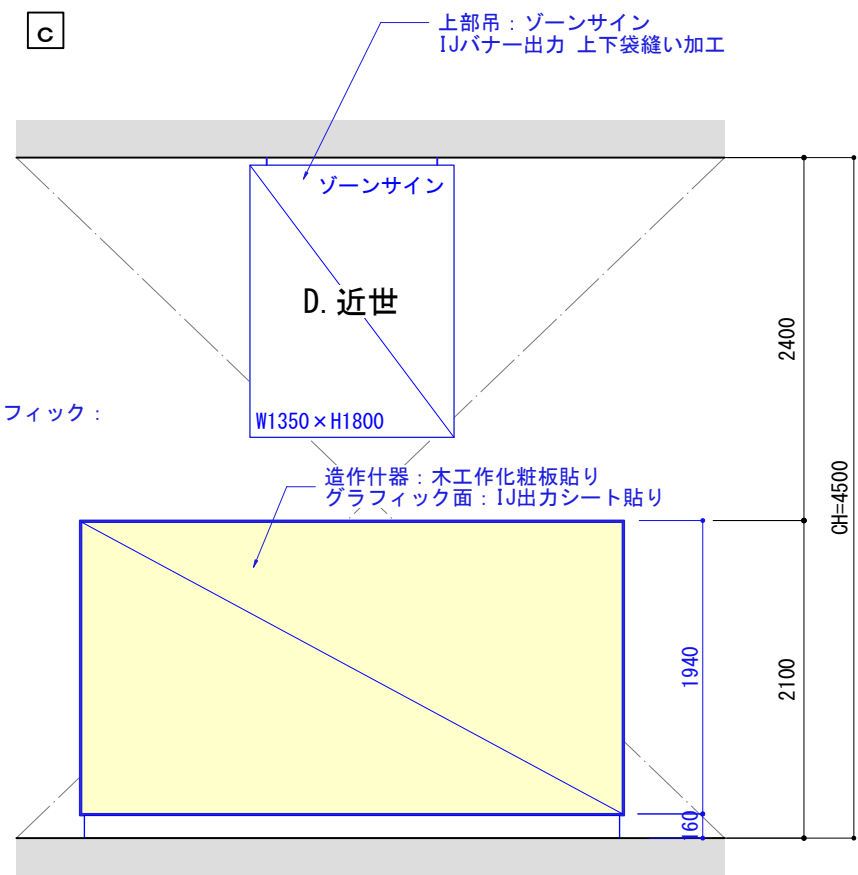 C
上部吊：ゾーンサイン
IJバナー出力 上下袋縫い加工
ゾーンサイン
D. 近世
W1350×H1800
フィック：
造作什器：木工作化粧板貼り
グラフィック面：IJ出力シート貼り
2400
CH=4500
1940
2100
160